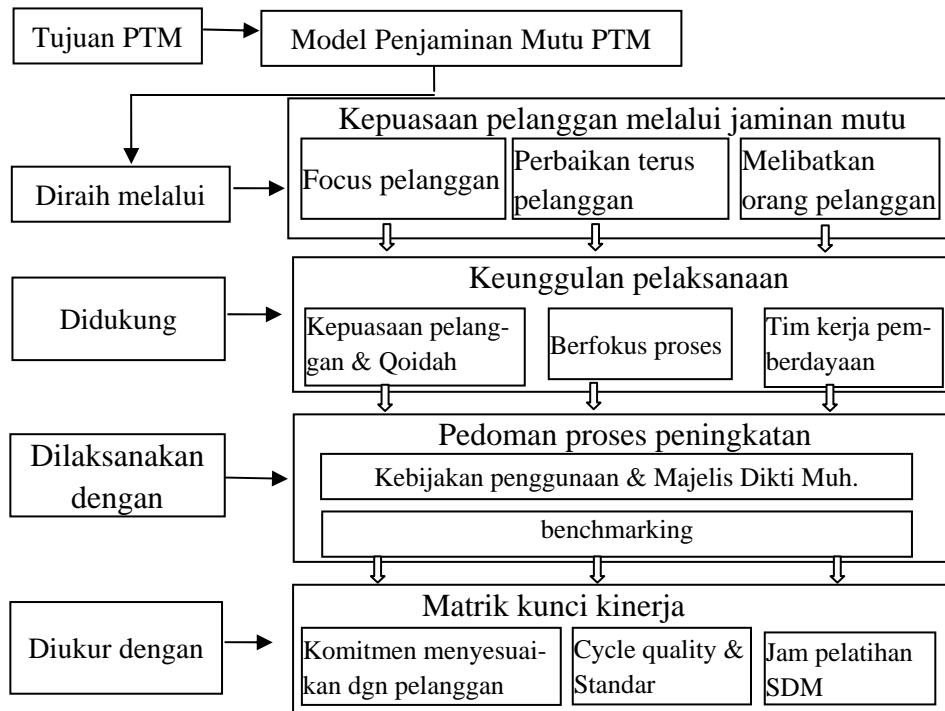 Tujuan PTM
Model Penjaminan Mutu PTM
Kepuasaan pelanggan melalui jaminan mutu
Diraih melalui
Focus pelanggan
Perbaikan terus
pelanggan
Melibatkan
orang pelanggan
Keunggulan pelaksanaan
Didukung
Kepuasaan pelang-
gan & Qoidah
Berfokus proses
Tim kerja pem-
berdayaan
Pedoman proses peningkatan
Dilaksanakan
dengan
Kebijakan penggunaan & Majelis Dikti Muh.
benchmarking
Matrik kunci kinerja
Diukur dengan
Komitmen menyesuai-
kan dgn pelanggan
Cycle quality &
Standar
Jam pelatihan
SDM